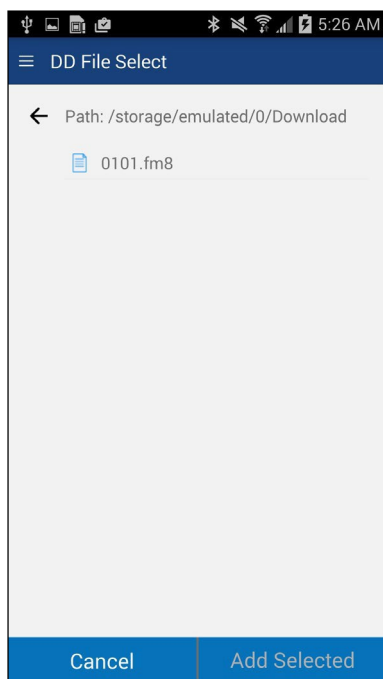 5:26 AM
DD File Select
Path: /storage/emulated/0/Download
0101.fm8
Cancel Add Selected